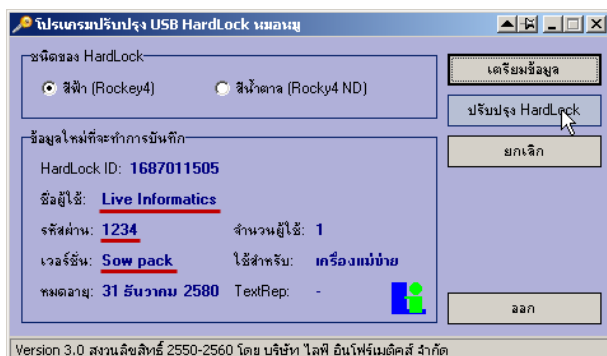 โปรแกรมปรับปรุง USB HardLock หมอหมู
ชนิดของ HardLock
สีฟ้า (Rockey4)
สีน้ำตาล (Rocky4 ND)
เตรียมข้อมูล
ปรับปรุง HardLock
ยกเลิก
ข้อมูลใหม่ที่จะทำการบันทึก
HardLock ID: 1687011505
ชื่อผู้ใช้: Live Informatics
รหัสผ่าน: 1234 จำนวนผู้ใช้: 1
เวอร์ชั่น: Sow pack ใช้สำหรับ: เครื่องแม่ข่าย
หมดอายุ: 31 ธันวาคม 2580 TextRep: -
ออก
Version 3.0 สงวนลิขสิทธิ์ 2550-2560 โดย บริษัท ไลฟ์ อินโฟร์เมติคส์ จำกัด